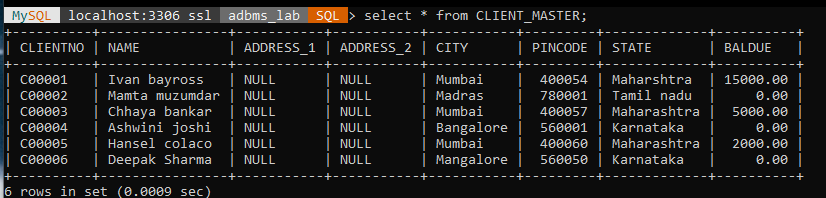 MySQL localhost:3306 ssl adbms_lab SQL > select * from CLIENT_MASTER;
+----------+----------------+-----------+-----------+-----------+---------+-------------+----------+
| CLIENTNO | NAME           | ADDRESS_1 | ADDRESS_2 | CITY      | PINCODE | STATE       | BALDUE   |
+----------+----------------+-----------+-----------+-----------+---------+-------------+----------+
| C00001   | Ivan bayross   | NULL      | NULL      | Mumbai    |  400054 | Maharshtra  | 15000.00 |
| C00002   | Mamta muzumdar | NULL      | NULL      | Madras    |  780001 | Tamil nadu  |     0.00 |
| C00003   | Chhaya bankar  | NULL      | NULL      | Mumbai    |  400057 | Maharashtra |  5000.00 |
| C00004   | Ashwini joshi  | NULL      | NULL      | Bangalore |  560001 | Karnataka   |     0.00 |
| C00005   | Hansel colaco  | NULL      | NULL      | Mumbai    |  400060 | Maharashtra |  2000.00 |
| C00006   | Deepak Sharma  | NULL      | NULL      | Mangalore |  560050 | Karnataka   |     0.00 |
+----------+----------------+-----------+-----------+-----------+---------+-------------+----------+
6 rows in set (0.0009 sec)